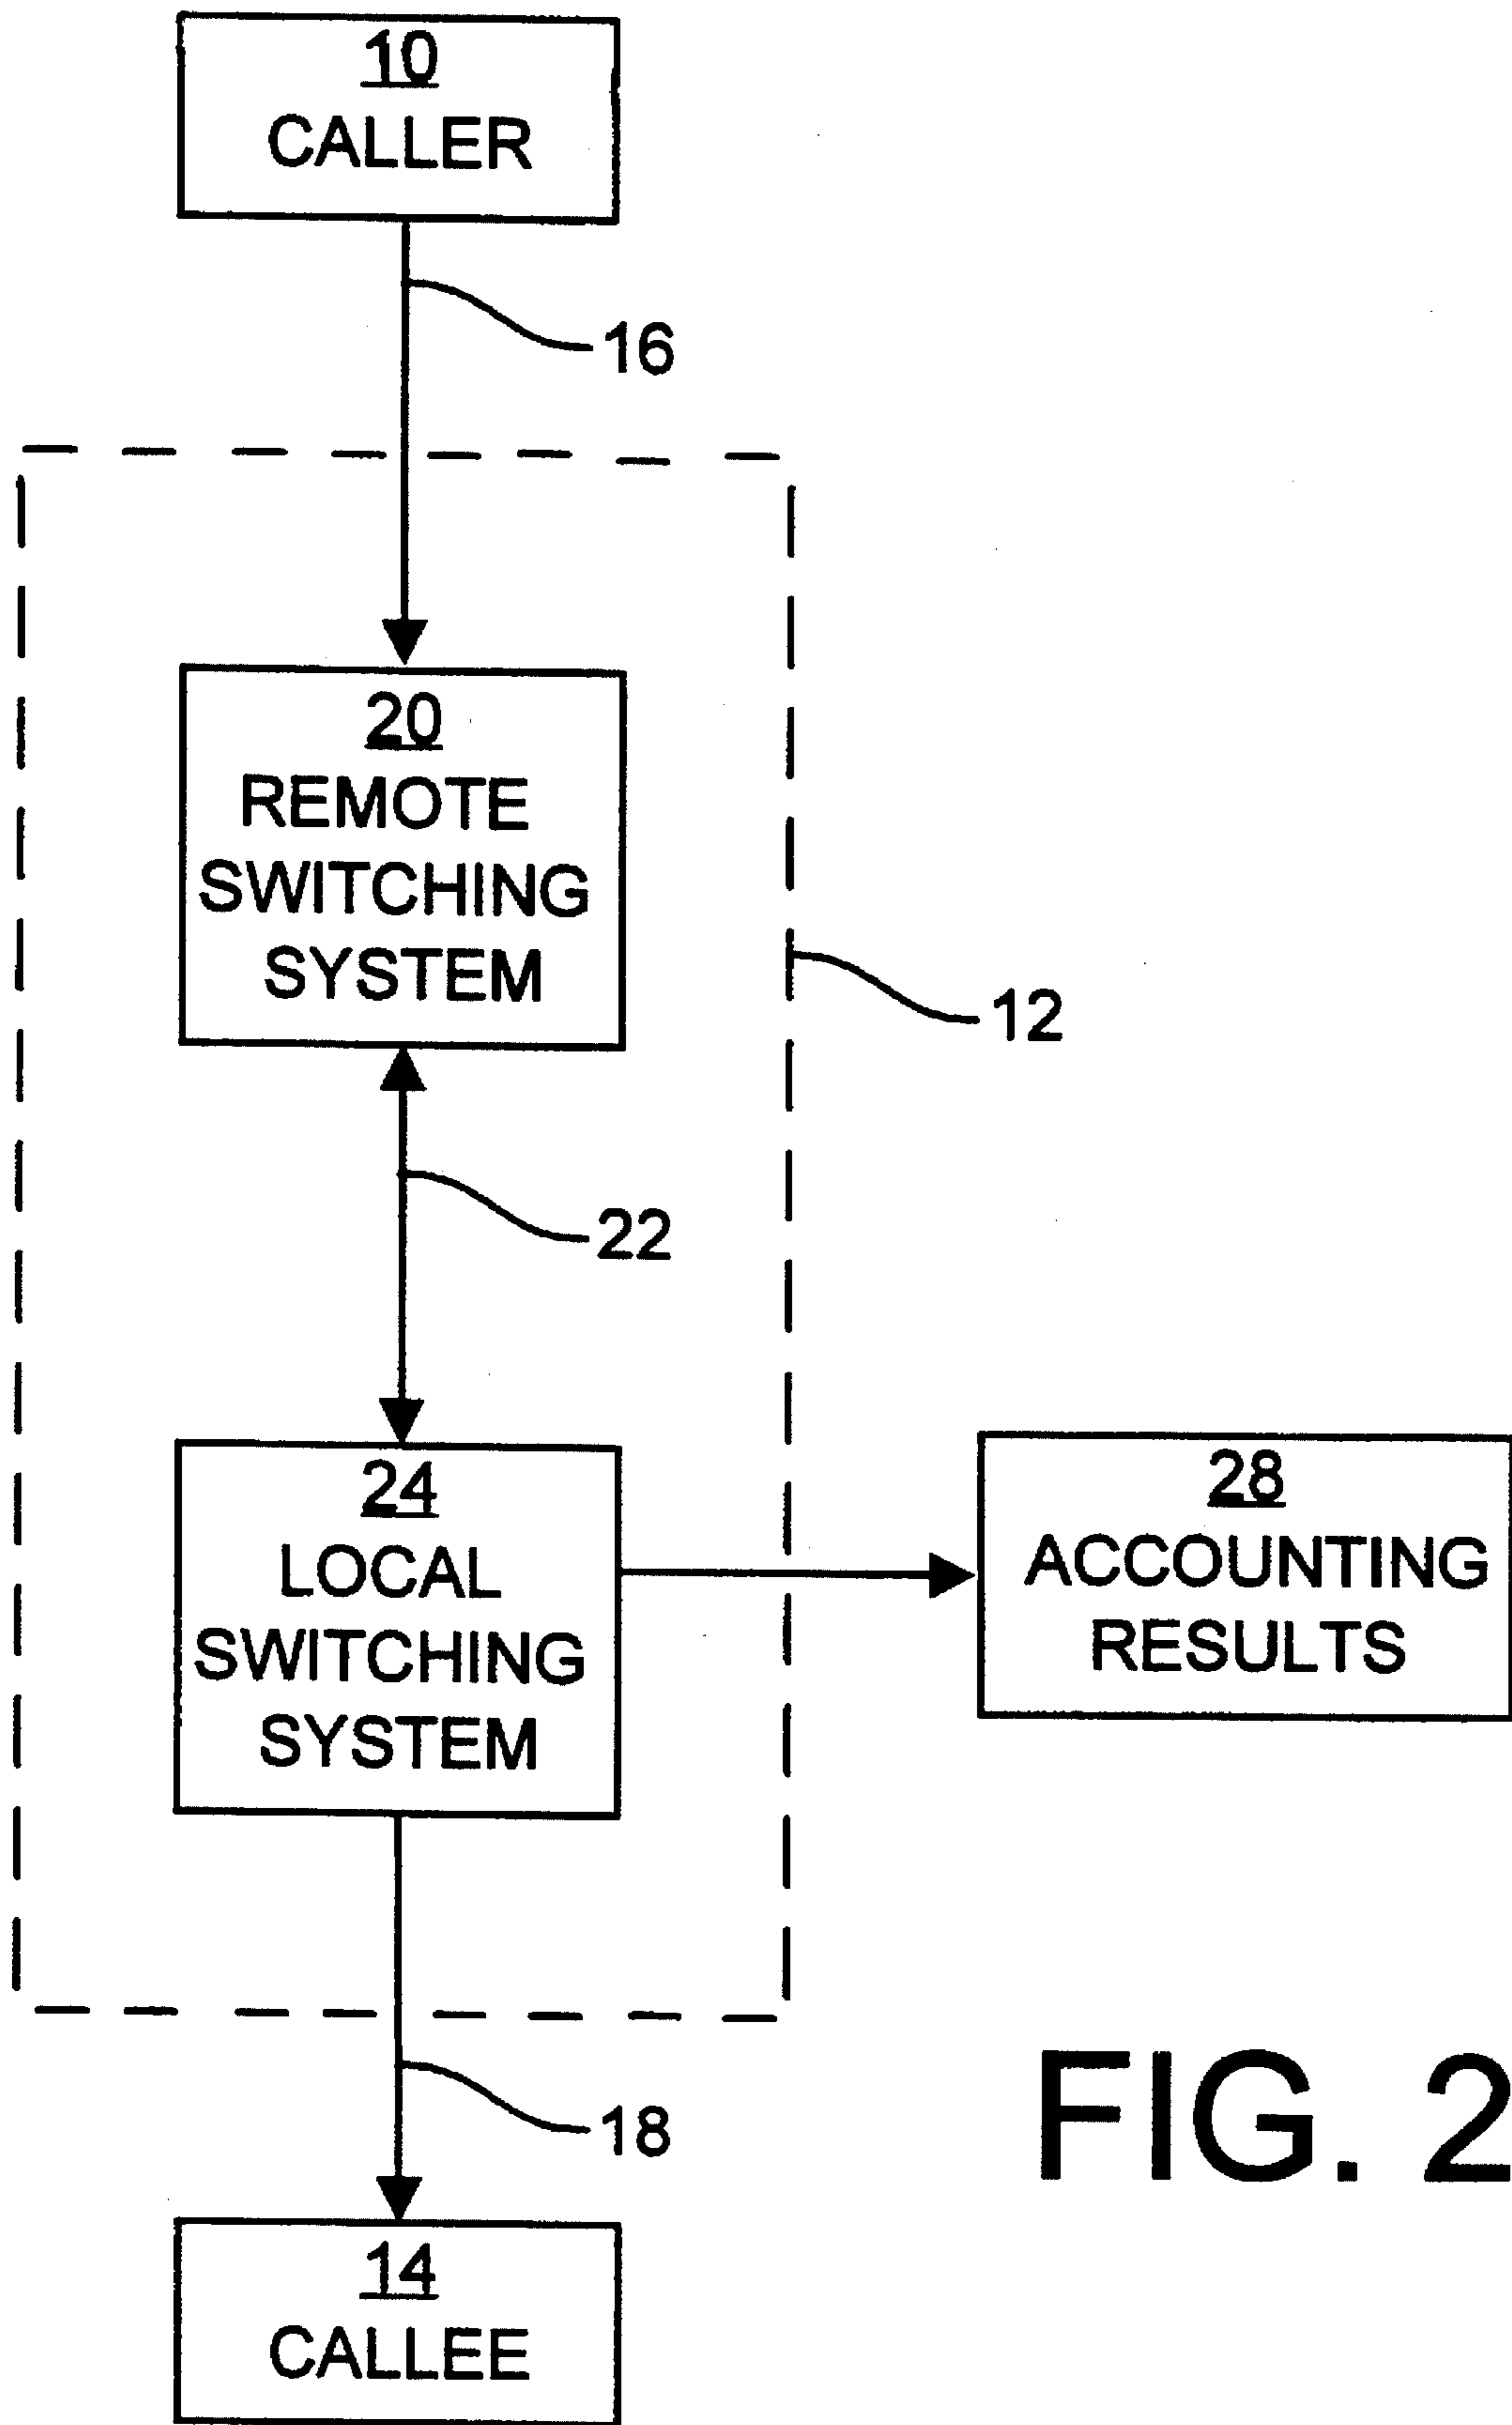 10
CALLER
16
20
REMOTE
SWITCHING
SYSTEM
12
22
24
LOCAL
SWITCHING
SYSTEM
28
ACCOUNTING
RESULTS
18
14
CALLEE
FIG. 2